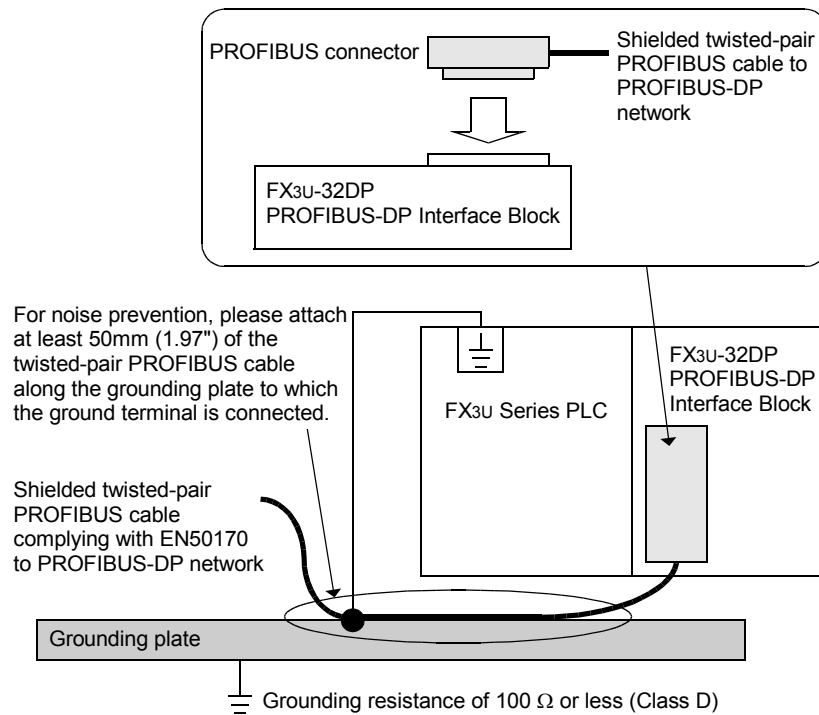 PROFIBUS connector
Shielded twisted-pair
PROFIBUS cable to
PROFIBUS-DP
network
FX3U-32DP
PROFIBUS-DP Interface Block
For noise prevention, please attach
at least 50mm (1.97") of the
twisted-pair PROFIBUS cable
along the grounding plate to which
the ground terminal is connected.
FX3U Series PLC
FX3U-32DP
PROFIBUS-DP
Interface Block
Shielded twisted-pair
PROFIBUS cable
complying with EN50170
to PROFIBUS-DP network
Grounding plate
Grounding resistance of 100 Ω or less (Class D)